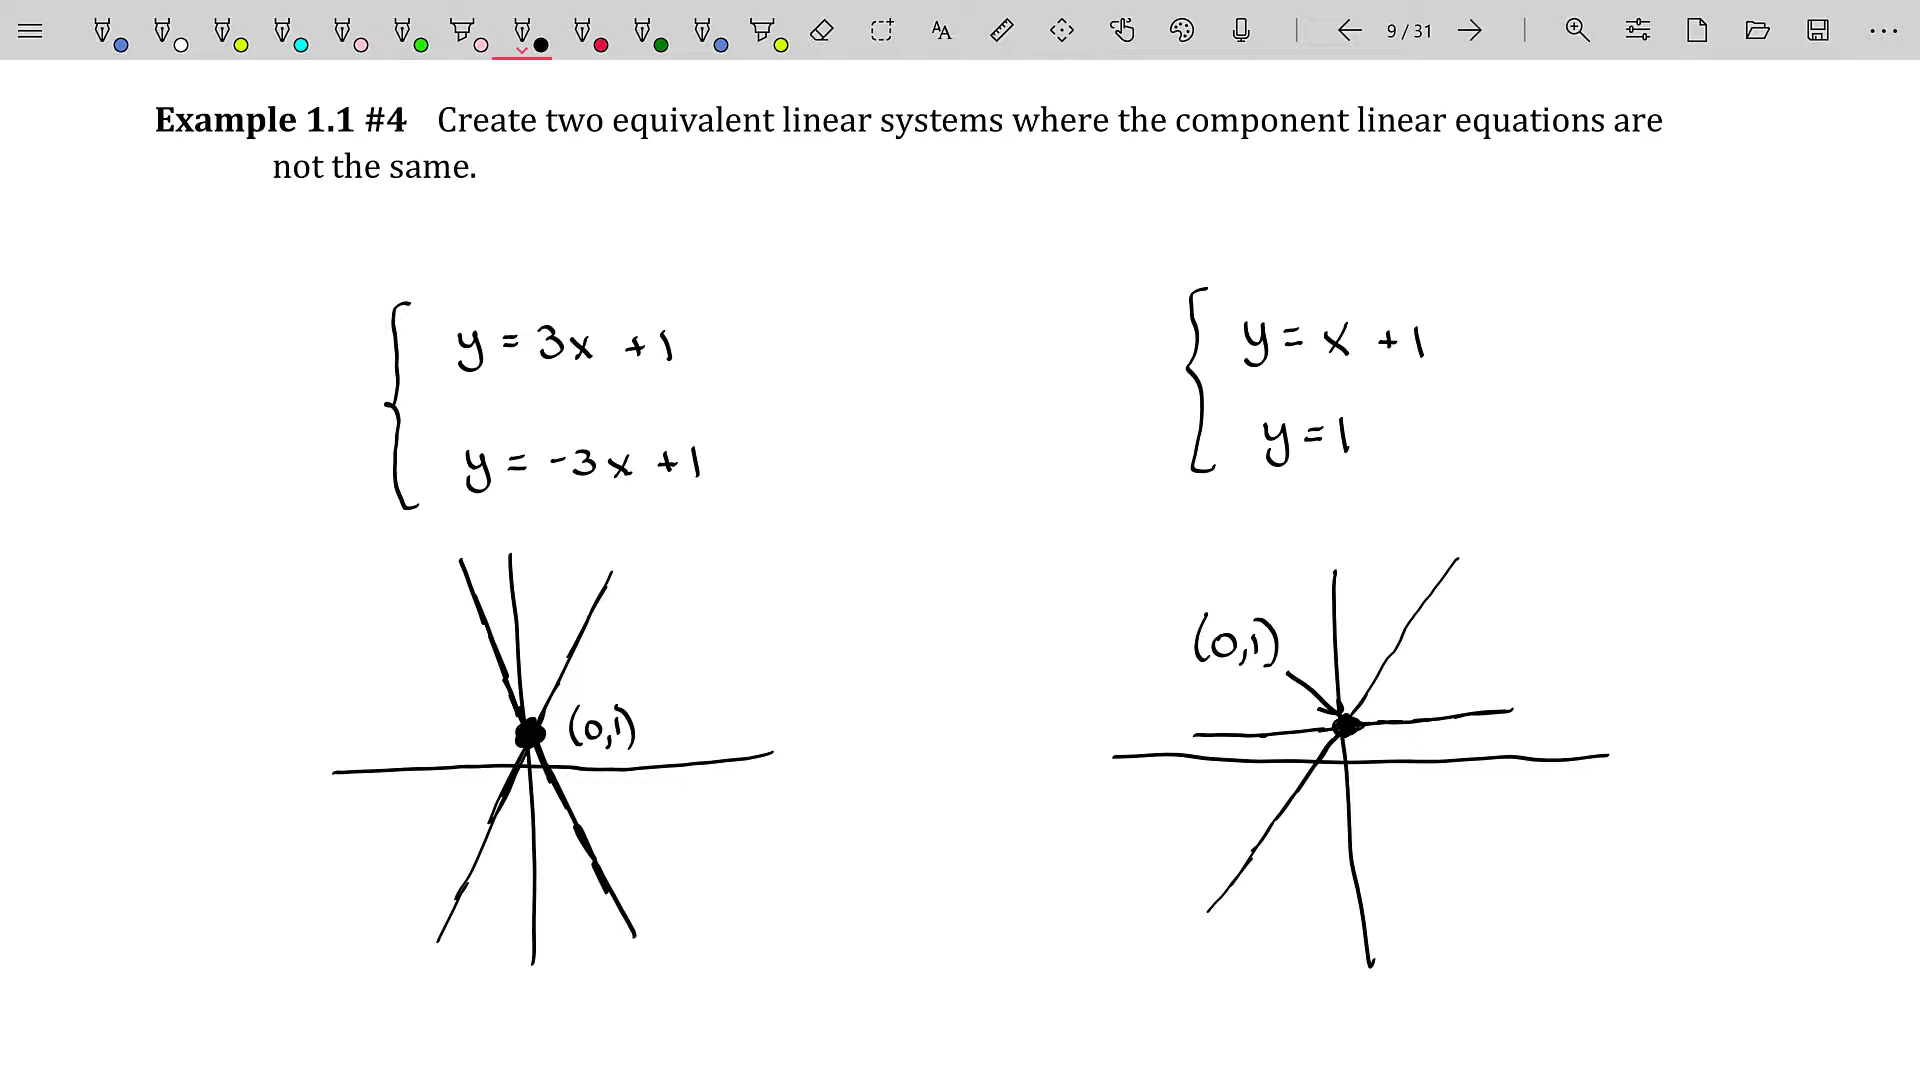 9 / 31
Example 1.1 #4 Create two equivalent linear systems where the component linear equations are
not the same.
y = 3x + 1
y = -3x + 1
(0,1)
y = x + 1
y = 1
(0,1)